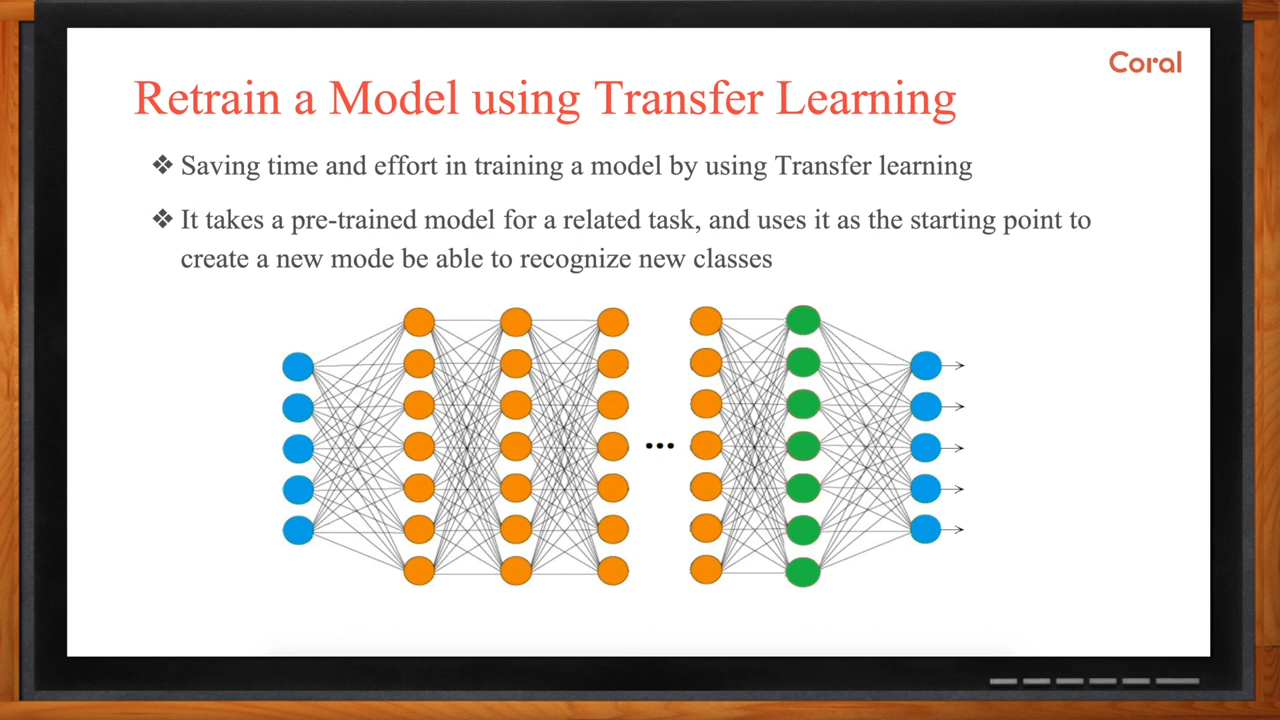 Coral
Retrain a Model using Transfer Learning
❖ Saving time and effort in training a model by using Transfer learning
❖ It takes a pre-trained model for a related task, and uses it as the starting point to
create a new mode be able to recognize new classes
...